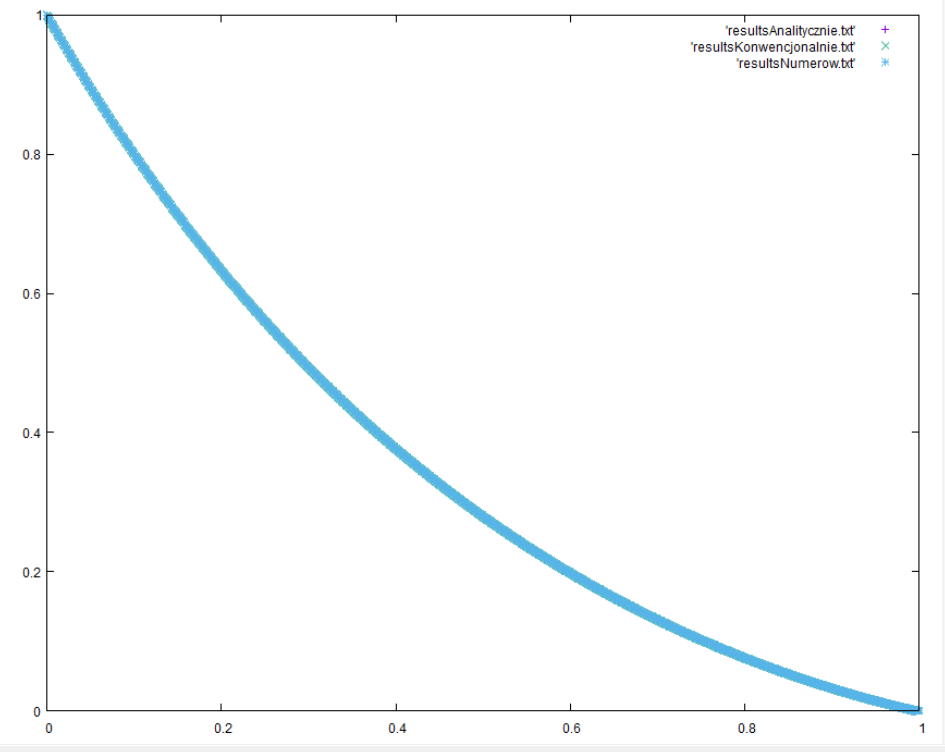 1
'resultsAnalitycznie.txt'
'resultsKonwencjonalnie.txt'
'resultsNumerow.txt'
0.8
0.6
0.4
0.2
0
0 0.2 0.4 0.6 0.8 1